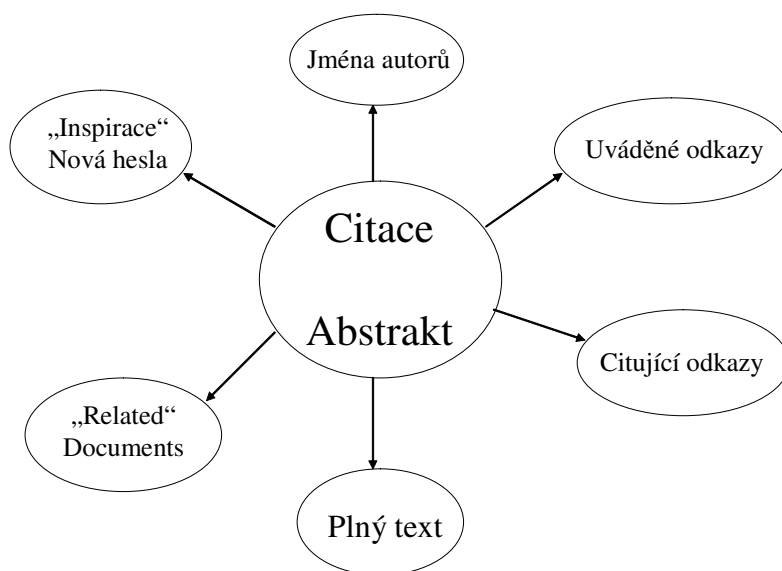 Jména autorů
„Inspirace“
Nová hesla
Uváděné odkazy
Citace
Abstrakt
Citující odkazy
„Related“
Documents
Plný text